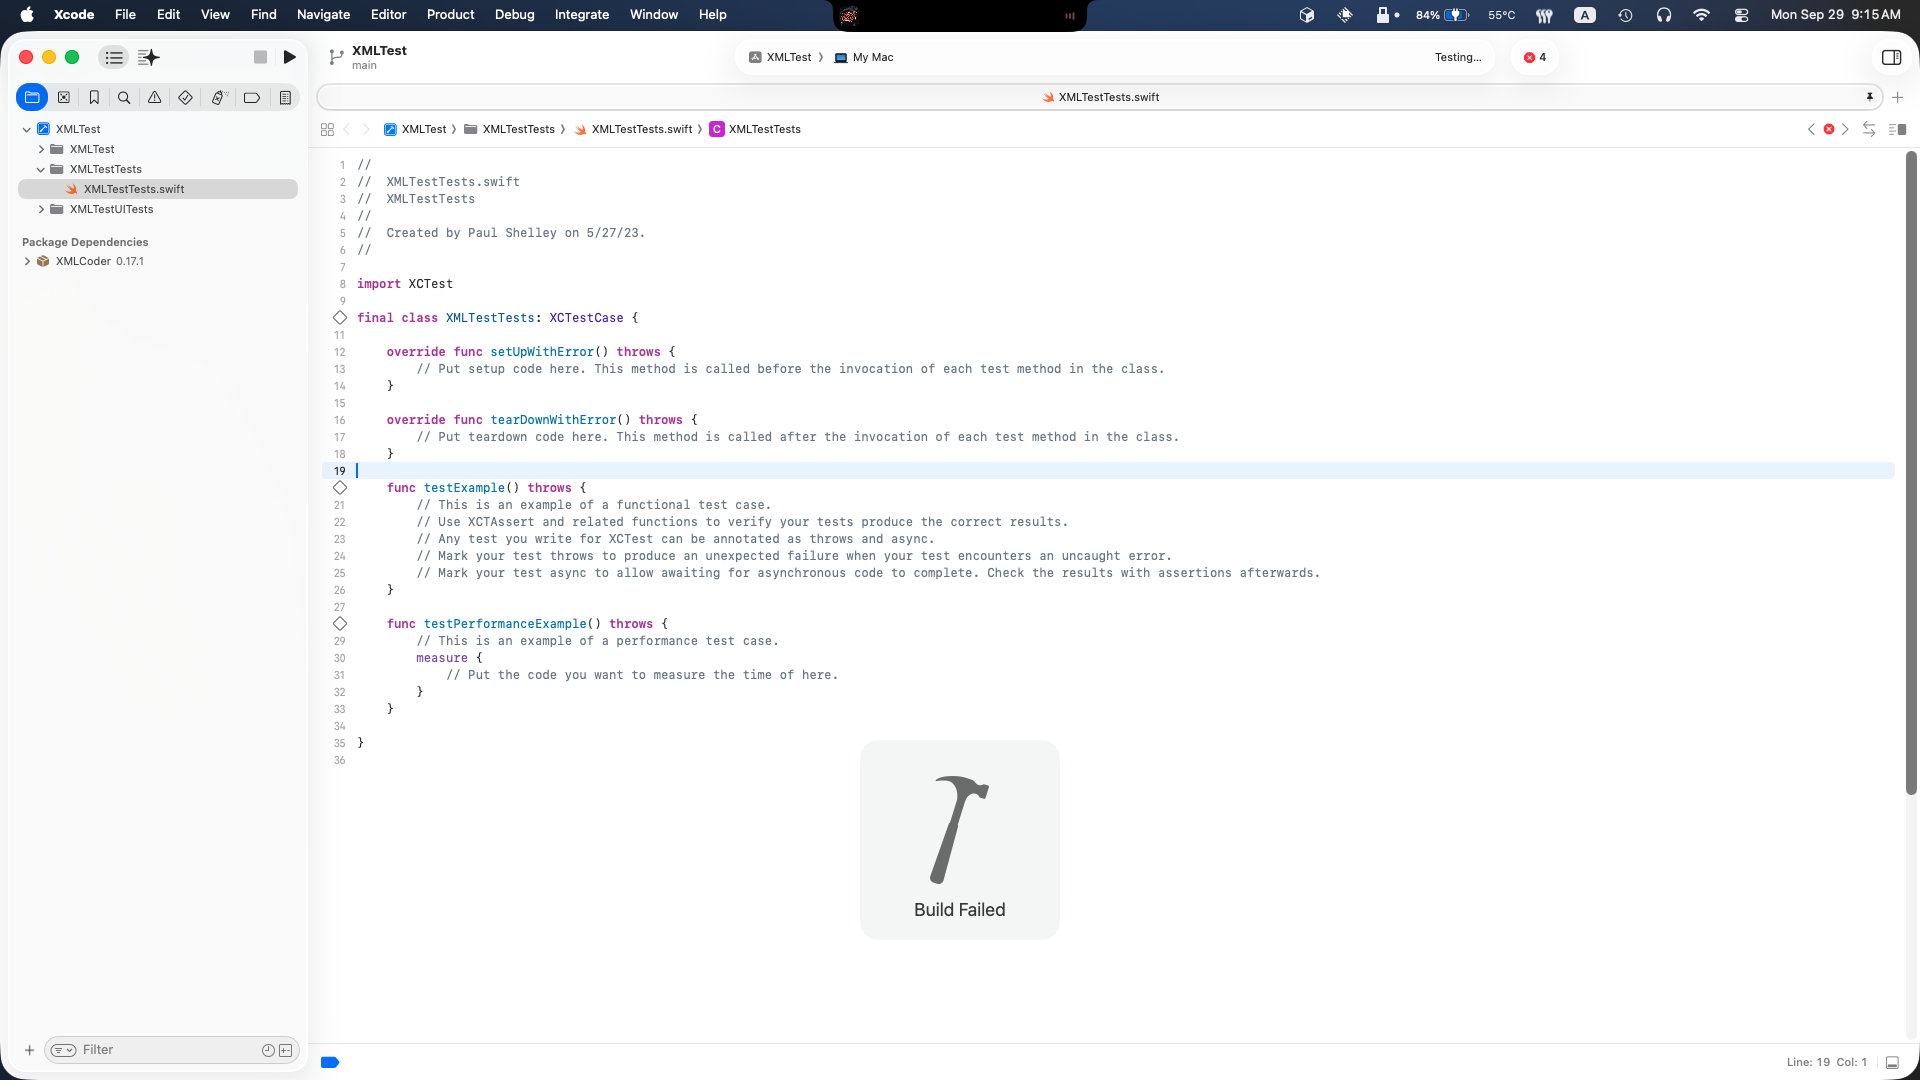 Xcode File Edit View Find Navigate Editor Product Debug Integrate Window Help 84% 55°C A Mon Sep 29 9:15 AM
XMLTest
main
XMLTest My Mac Testing... 4
XMLTestTests.swift
XMLTest XMLTestTests XMLTestTests.swift C XMLTestTests
XMLTest
XMLTest
XMLTestTests
XMLTestTests.swift
XMLTestUITests
Package Dependencies
XMLCoder 0.17.1
Filter
1 //
2 //  XMLTestTests.swift
3 //  XMLTestTests
4 //
5 //  Created by Paul Shelley on 5/27/23.
6 //
7
8 import XCTest
9
final class XMLTestTests: XCTestCase {
11
12     override func setUpWithError() throws {
13         // Put setup code here. This method is called before the invocation of each test method in the class.
14     }
15
16     override func tearDownWithError() throws {
17         // Put teardown code here. This method is called after the invocation of each test method in the class.
18     }
19
func testExample() throws {
21         // This is an example of a functional test case.
22         // Use XCTAssert and related functions to verify your tests produce the correct results.
23         // Any test you write for XCTest can be annotated as throws and async.
24         // Mark your test throws to produce an unexpected failure when your test encounters an uncaught error.
25         // Mark your test async to allow awaiting for asynchronous code to complete. Check the results with assertions afterwards.
26     }
27
func testPerformanceExample() throws {
29         // This is an example of a performance test case.
30         measure {
31             // Put the code you want to measure the time of here.
32         }
33     }
34
35 }
36
Build Failed
Line: 19 Col: 1